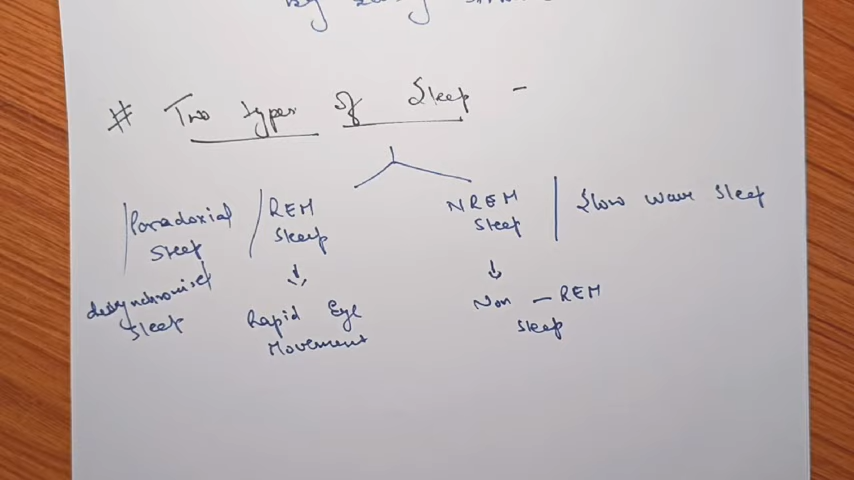 by
# Two types of Sleep -
Paradoxial Sleep
REM Sleep
NREM Sleep
Slow wave Sleep
desynchronised Sleep
Rapid Eye Movement
Non - REM Sleep